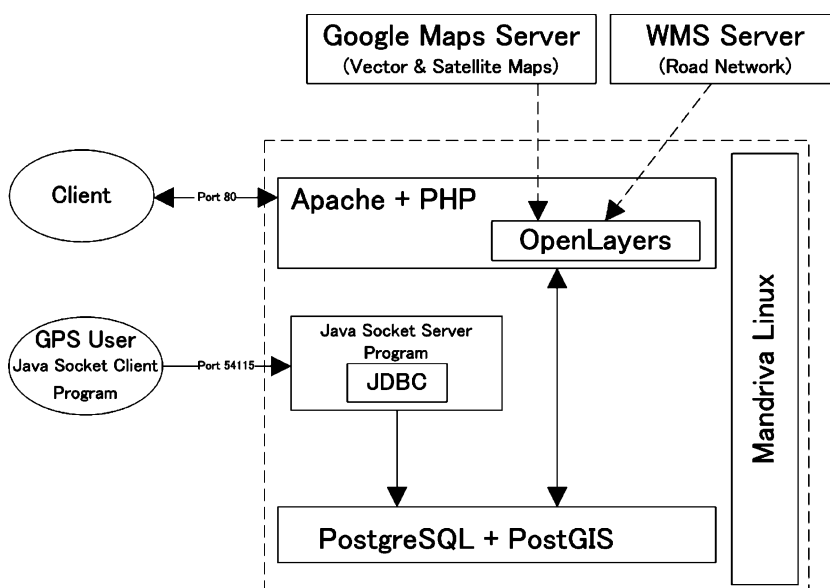 Google Maps Server
(Vector & Satellite Maps)
WMS Server
(Road Network)
Client
Port 80
Apache + PHP
OpenLayers
GPS User
Java Socket Client
Program
Port 54115
Java Socket Server
Program
JDBC
PostgreSQL + PostGIS
Mandriva Linux